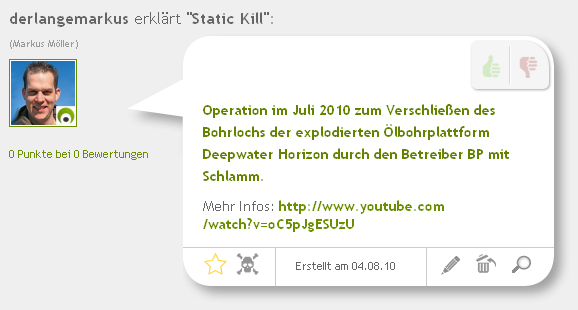 derlangemarkus erklärt "Static Kill":
(Markus Möller)
0 Punkte bei 0 Bewertungen
Operation im Juli 2010 zum Verschließen des
Bohrlochs der explodierten Ölbohrplattform
Deepwater Horizon durch den Betreiber BP mit
Schlamm.
Mehr Infos: http://www.youtube.com
/watch?v=oC5pJgESUzU
Erstellt am 04.08.10